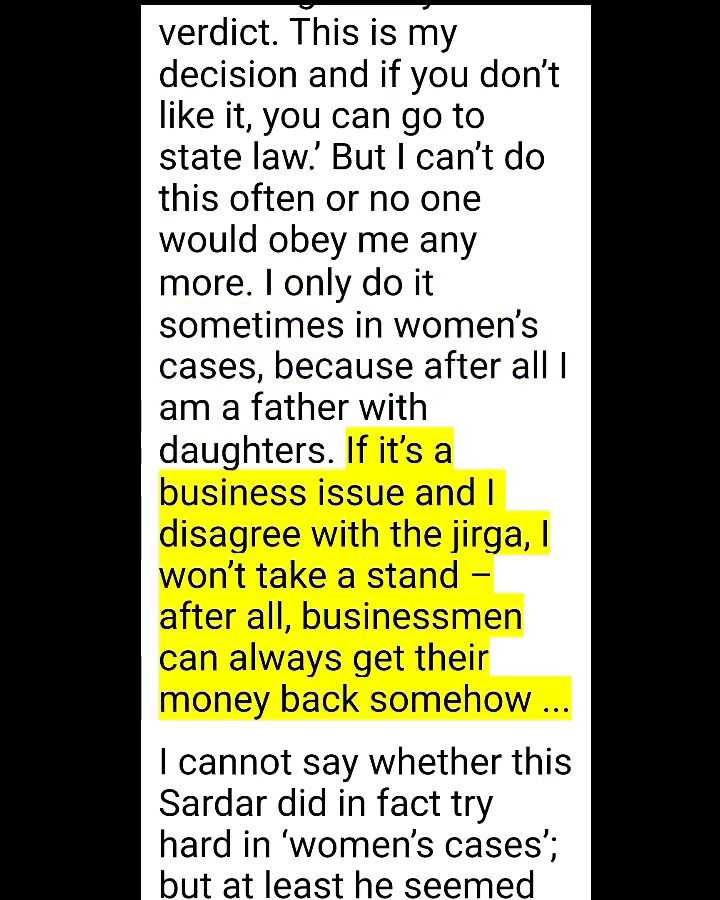 verdict. This is my
decision and if you don’t
like it, you can go to
state law.’ But I can’t do
this often or no one
would obey me any
more. I only do it
sometimes in women’s
cases, because after all I
am a father with
daughters. If it’s a
business issue and I
disagree with the jirga, I
won’t take a stand –
after all, businessmen
can always get their
money back somehow ...
I cannot say whether this
Sardar did in fact try
hard in ‘women’s cases’;
but at least he seemed